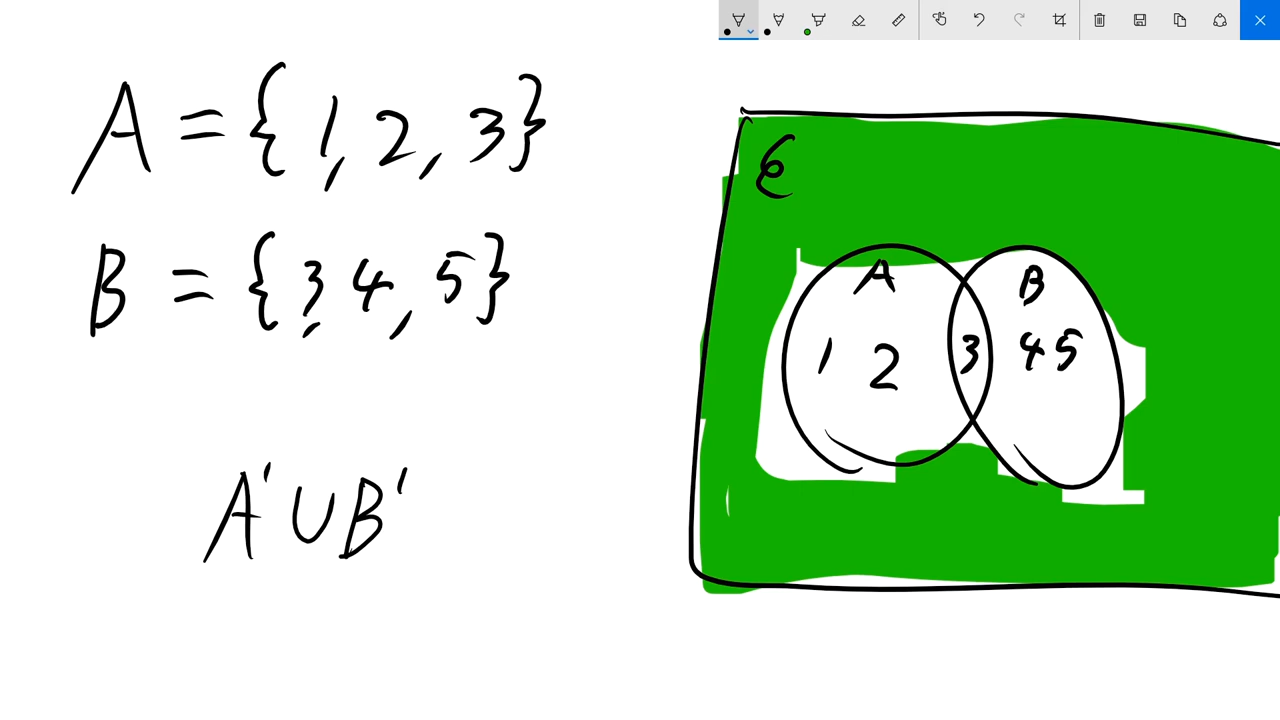 A = {1, 2, 3}
B = {3, 4, 5}
A' ∪ B'
ℰ
A B
1 2 3 4 5